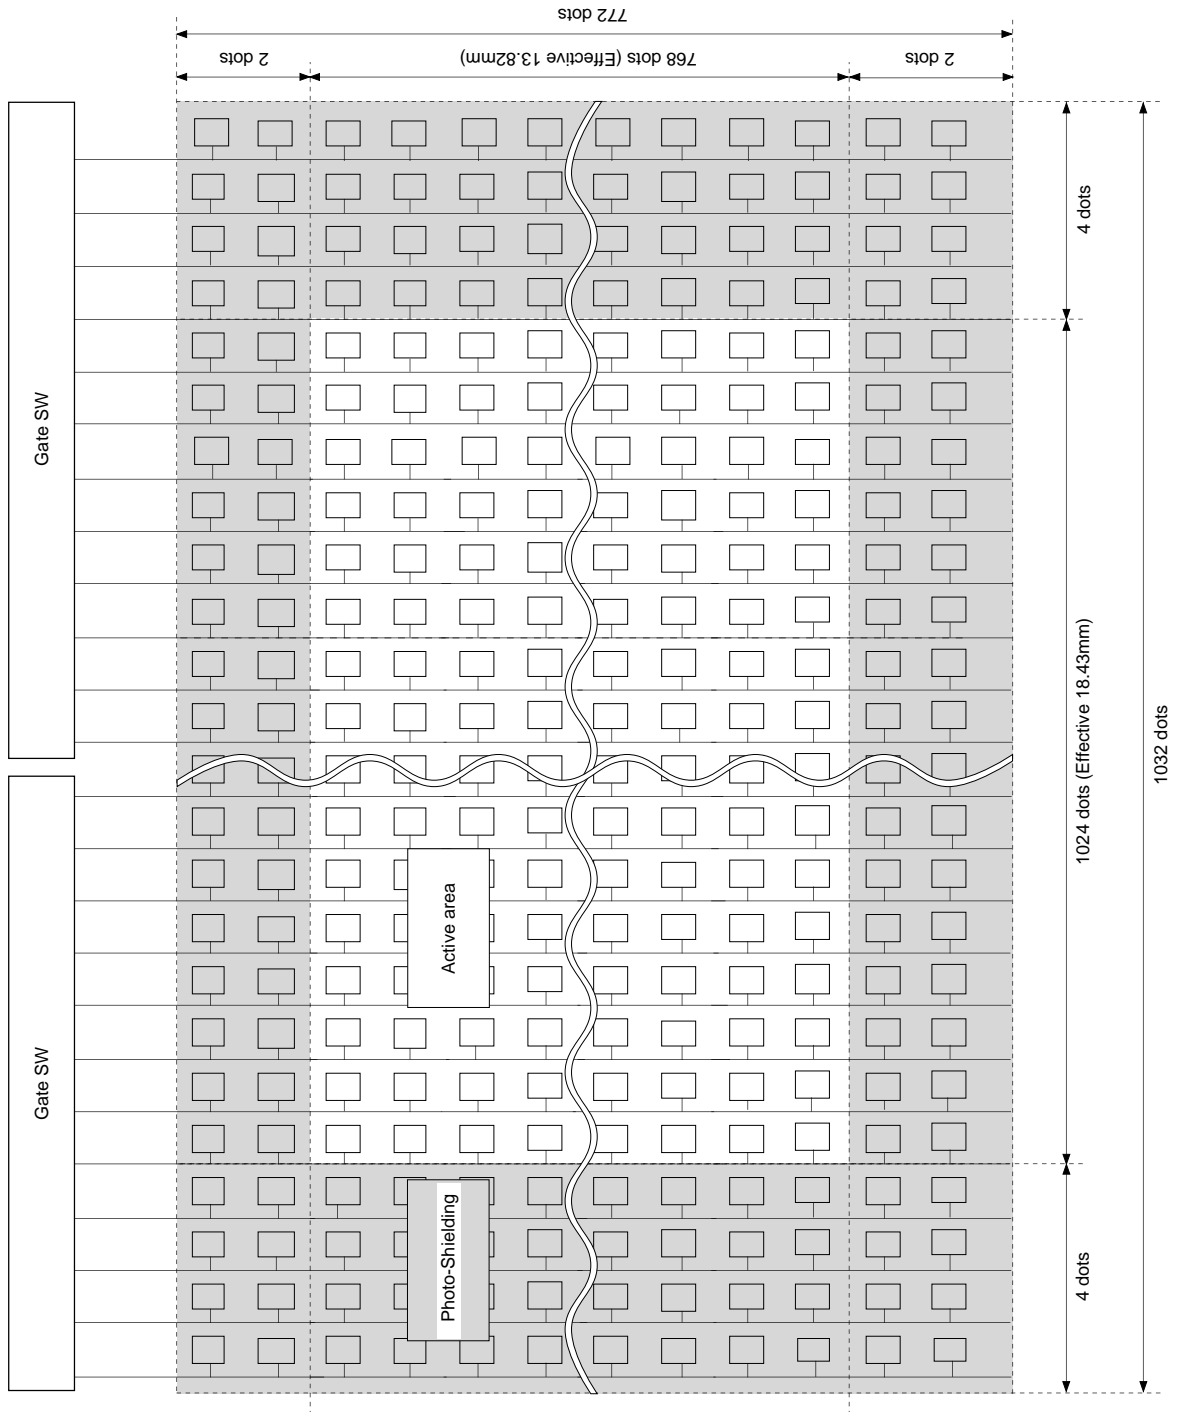 772 dots
2 dots
768 dots (Effective 13.82mm)
2 dots
4 dots
Gate SW
1024 dots (Effective 18.43mm)
1032 dots
Active area
Gate SW
Photo-Shielding
4 dots